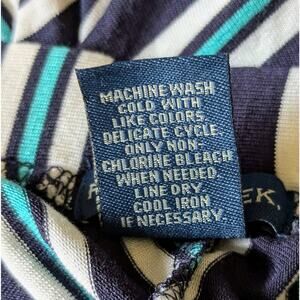 MACHINE WASH
COLD WITH
LIKE COLORS.
DELICATE CYCLE.
ONLY NON-
CHLORINE BLEACH
WHEN NEEDED.
LINE DRY.
COOL IRON
IF NECESSARY.